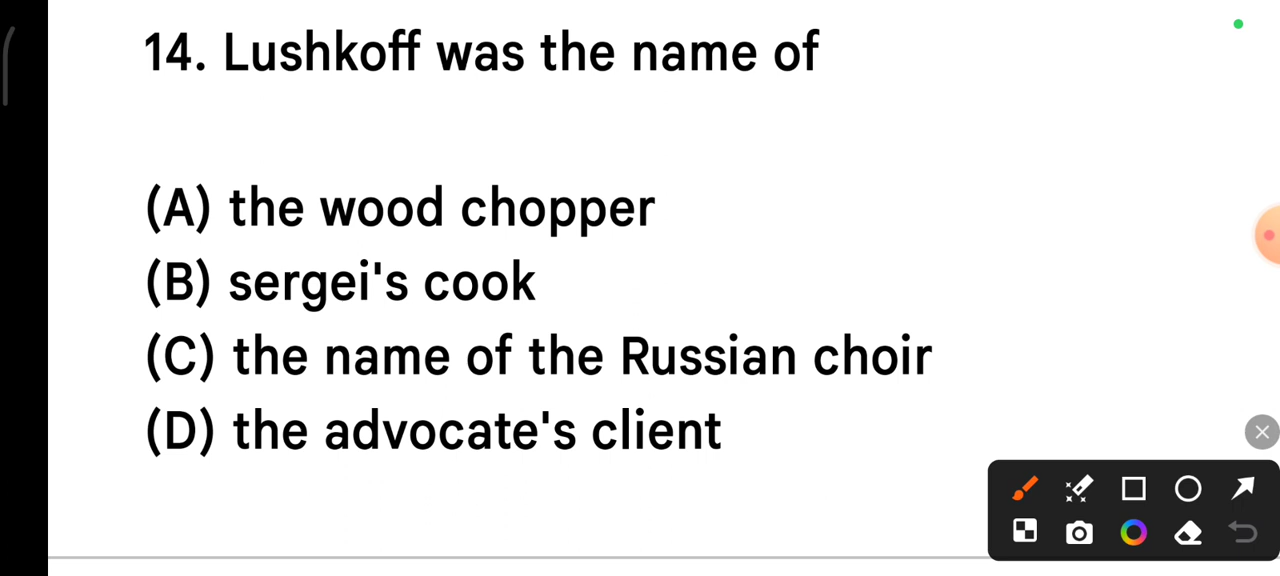 14. Lushkoff was the name of
(A) the wood chopper
(B) sergei's cook
(C) the name of the Russian choir
(D) the advocate's client